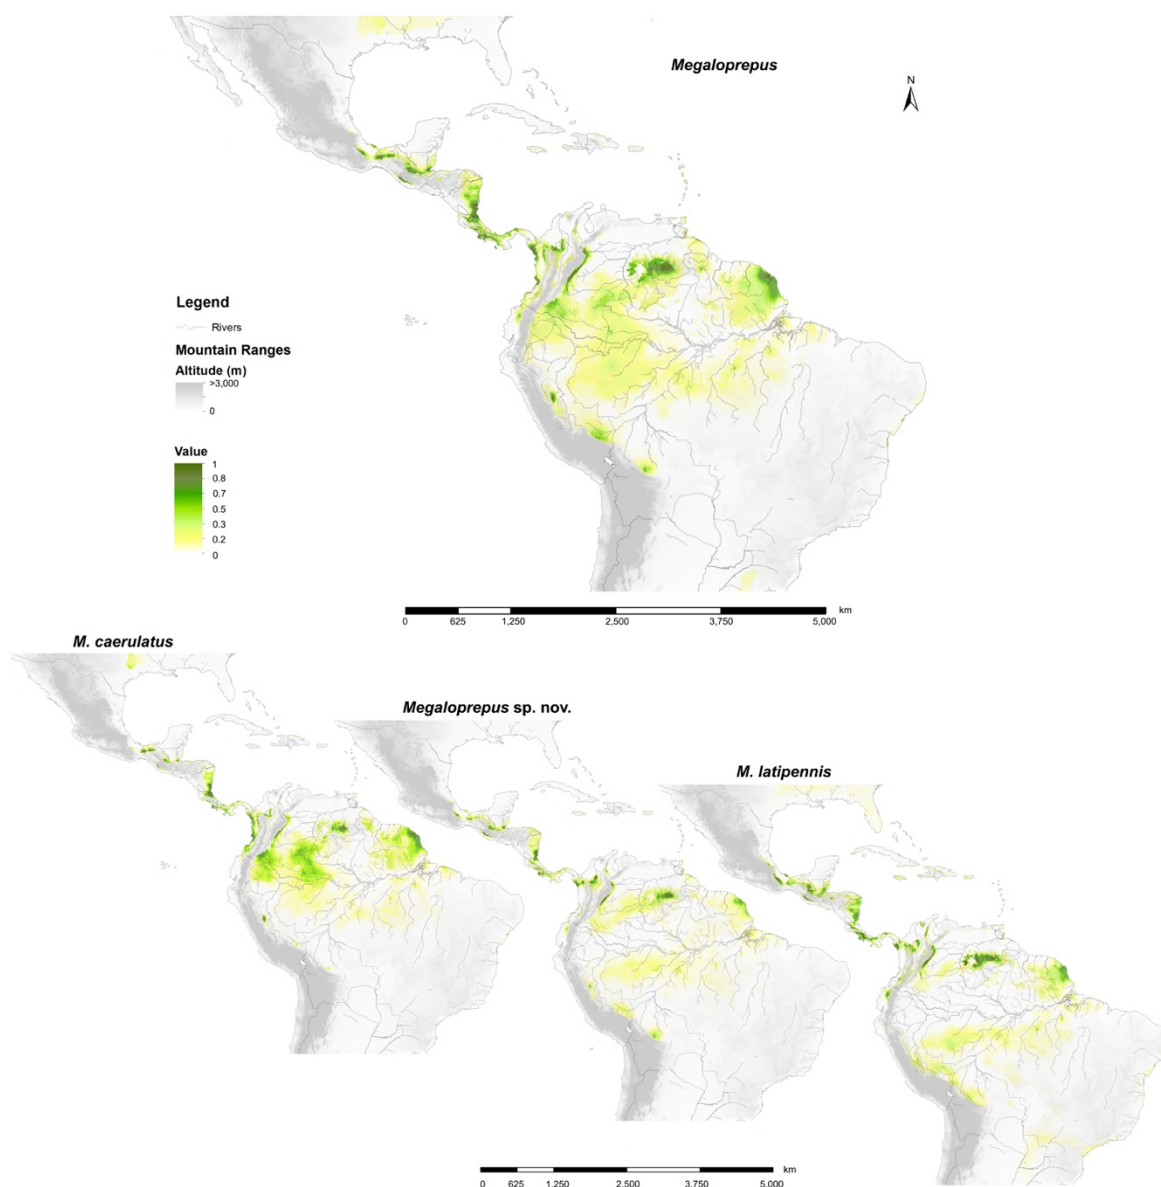 Megaloprepus
N
Legend
Rivers
Mountain Ranges
Altitude (m)
>3,000
0
Value
1
0.8
0.7
0.5
0.3
0.2
0
km
0 625 1,250 2,500 3,750 5,000
M. caerulatus
Megaloprepus sp. nov.
M. latipennis
km
0 625 1,250 2,500 3,750 5,000